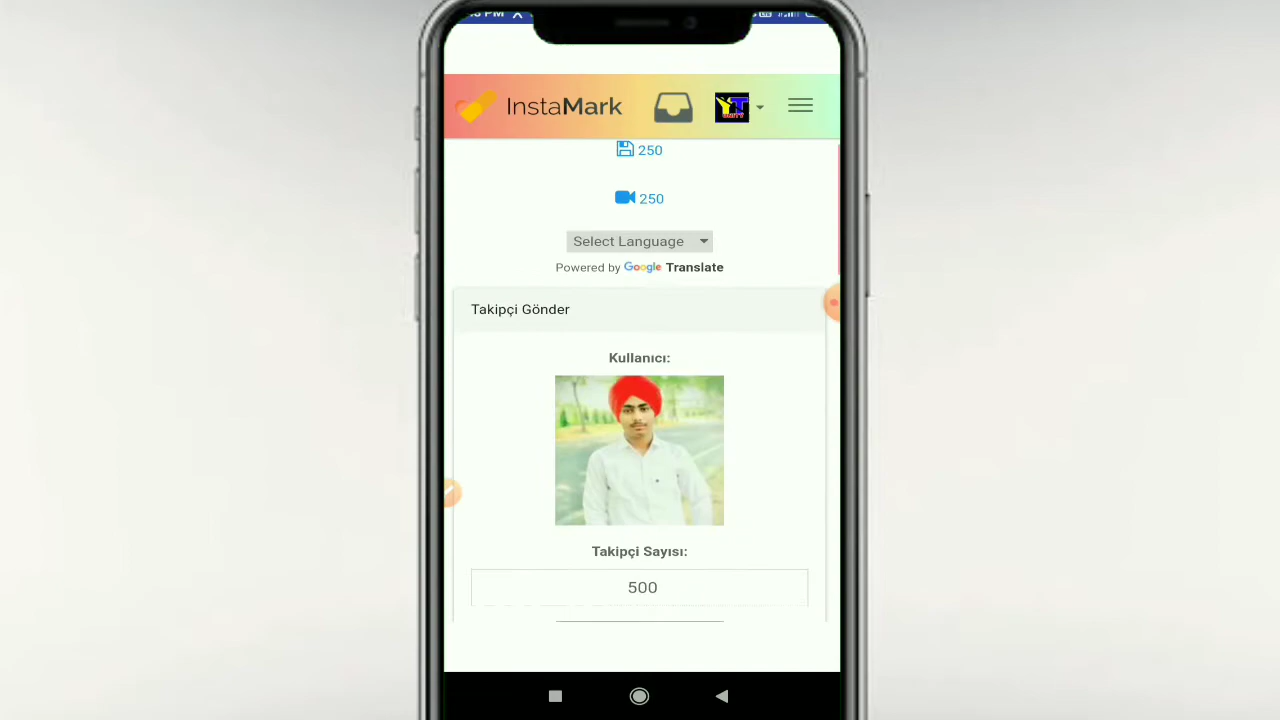 InstaMark
250
250
Select Language
Powered by Google Translate
Takipçi Gönder
Kullanıcı:
Takipçi Sayısı:
500